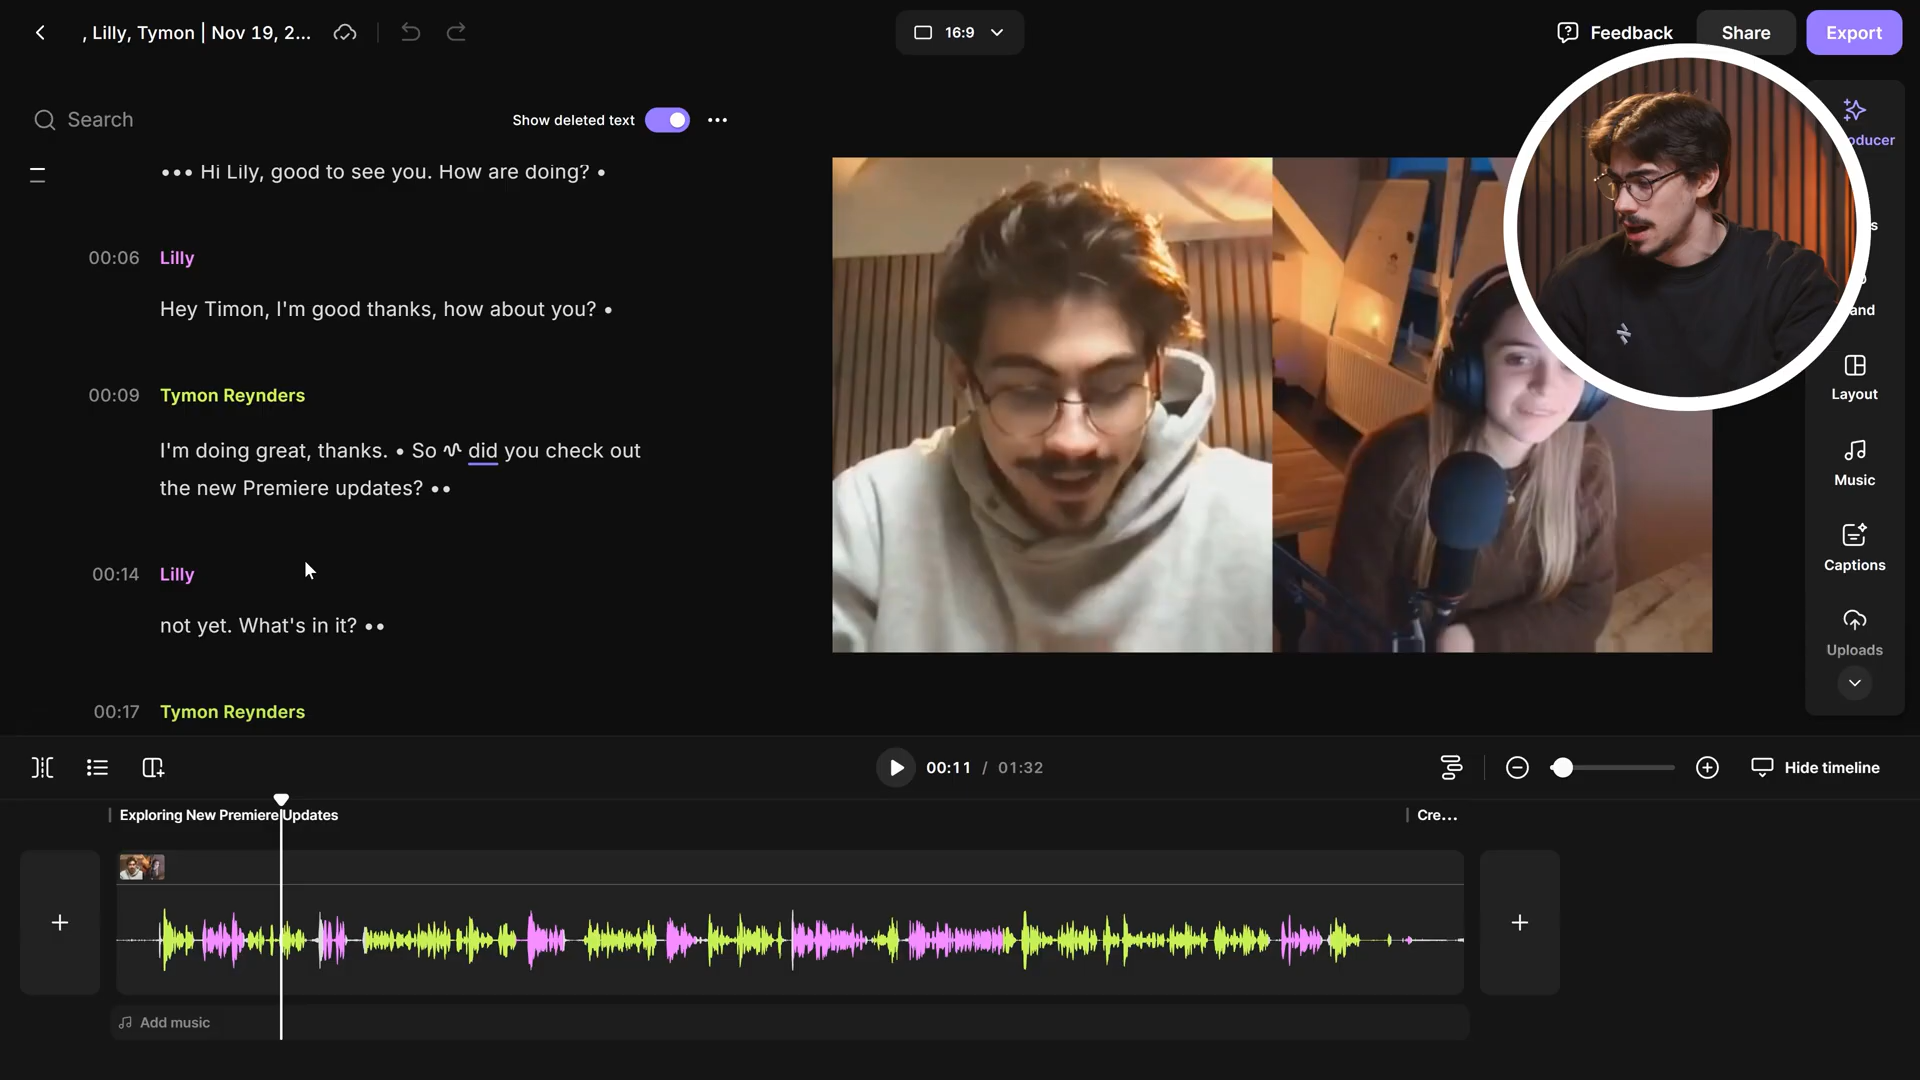 , Lilly, Tymon | Nov 19, 2...
16:9
Feedback
Share
Export
Search
Show deleted text
••• Hi Lily, good to see you. How are doing? •
00:06 Lilly
Hey Timon, I'm good thanks, how about you? •
00:09 Tymon Reynders
I'm doing great, thanks. • So did you check out
the new Premiere updates? ••
00:14 Lilly
not yet. What's in it? ••
00:17 Tymon Reynders
oducer
s
and
Layout
Music
Captions
Uploads
00:11 / 01:32
Hide timeline
Exploring New Premiere Updates
Cre...
Add music